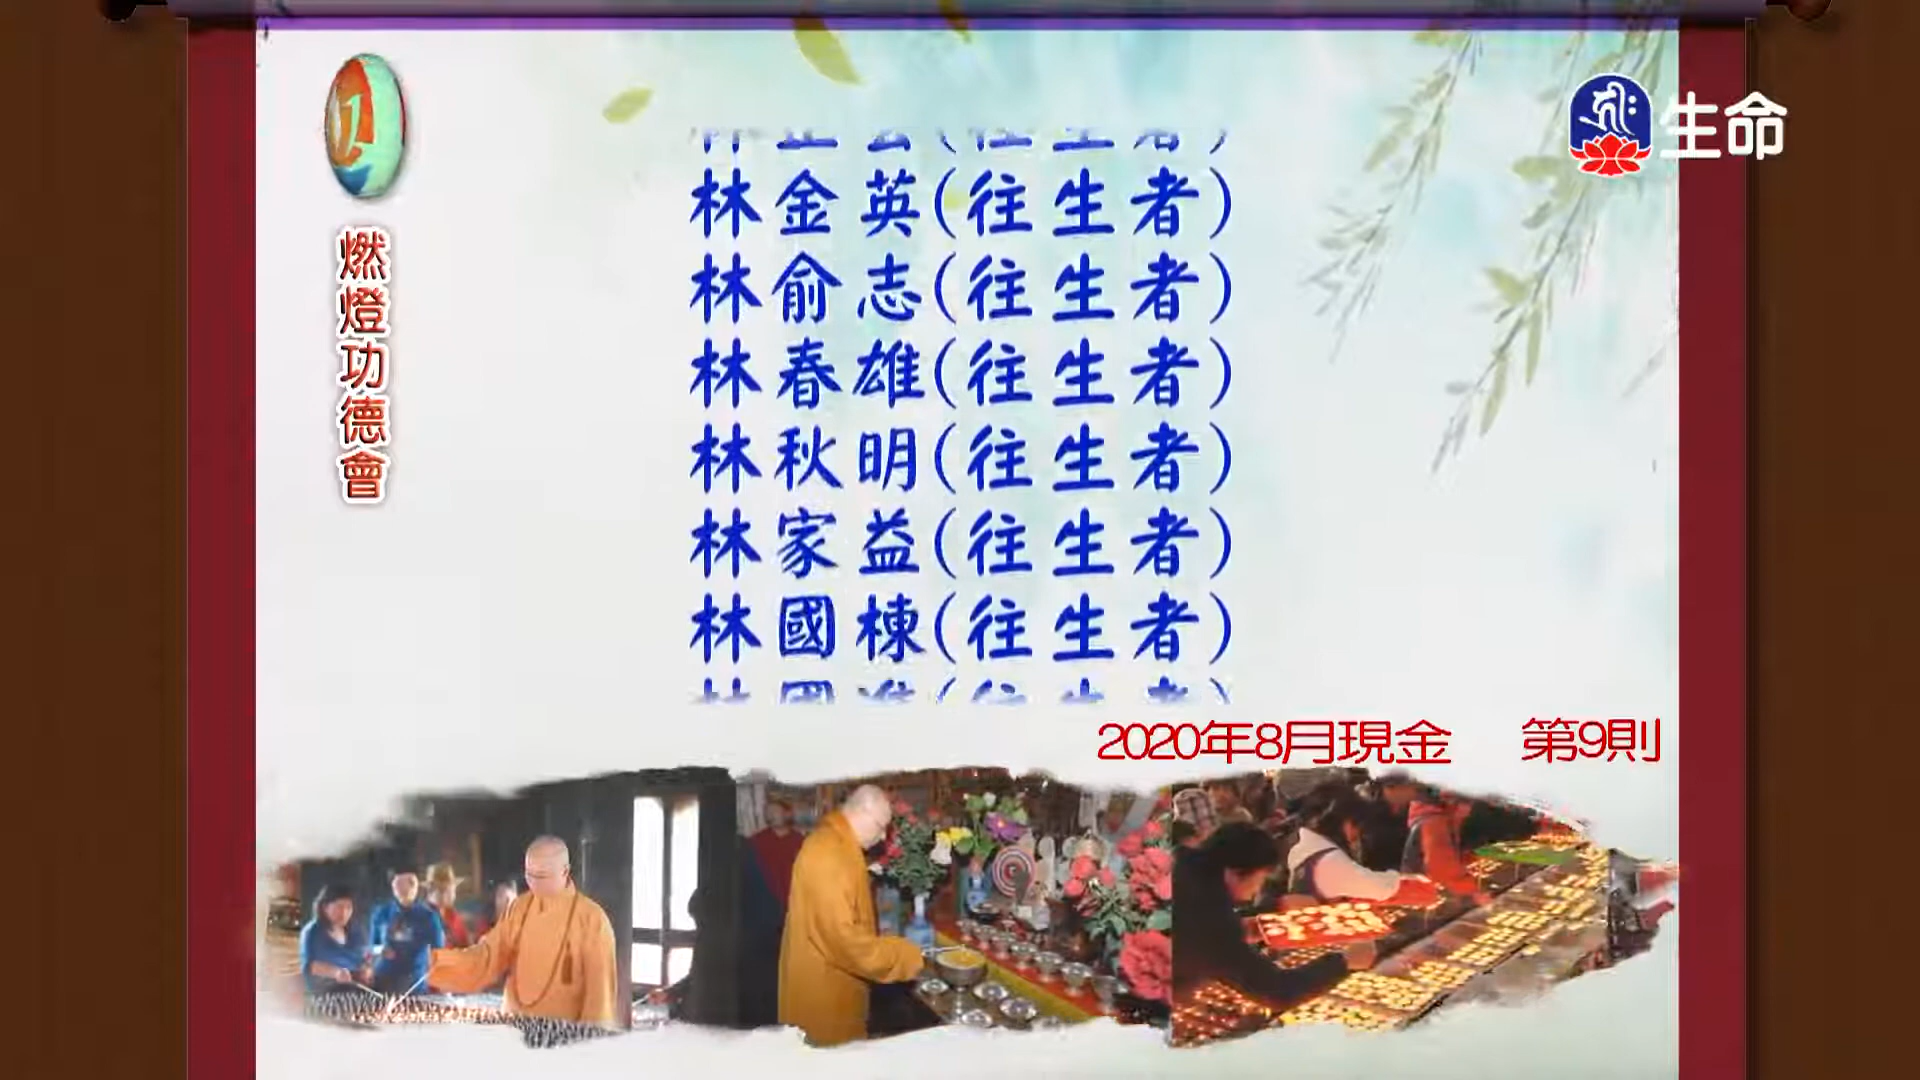 生命
燃燈功德會
林金英(往生者)
林俞志(往生者)
林春雄(往生者)
林秋明(往生者)
林家益(往生者)
林國棟(往生者)
2020年8月現金 第9則